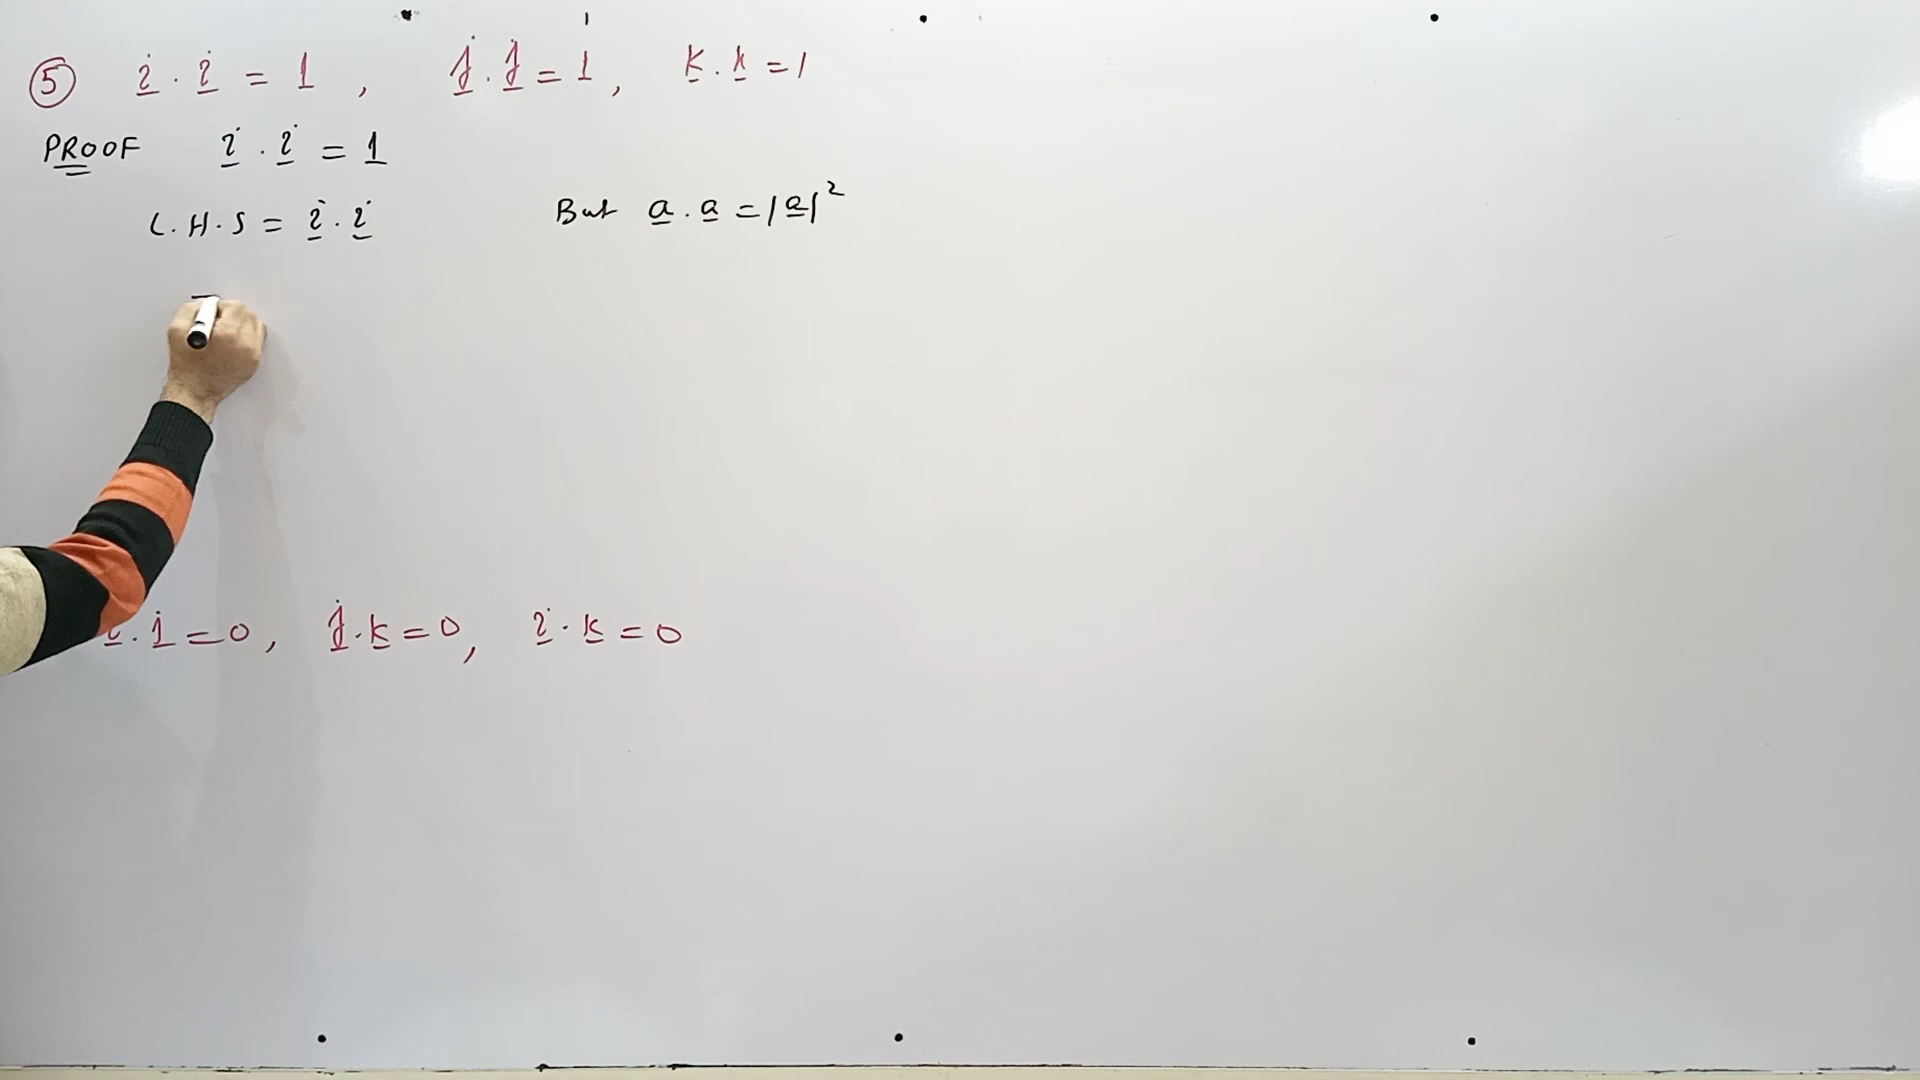 ⑤ i . i = 1 , j . j = 1 , k . k = 1
PROOF i . i = 1
L.H.S = i . i But a . a = |a|²
i . j = 0 , j . k = 0 , i . k = 0